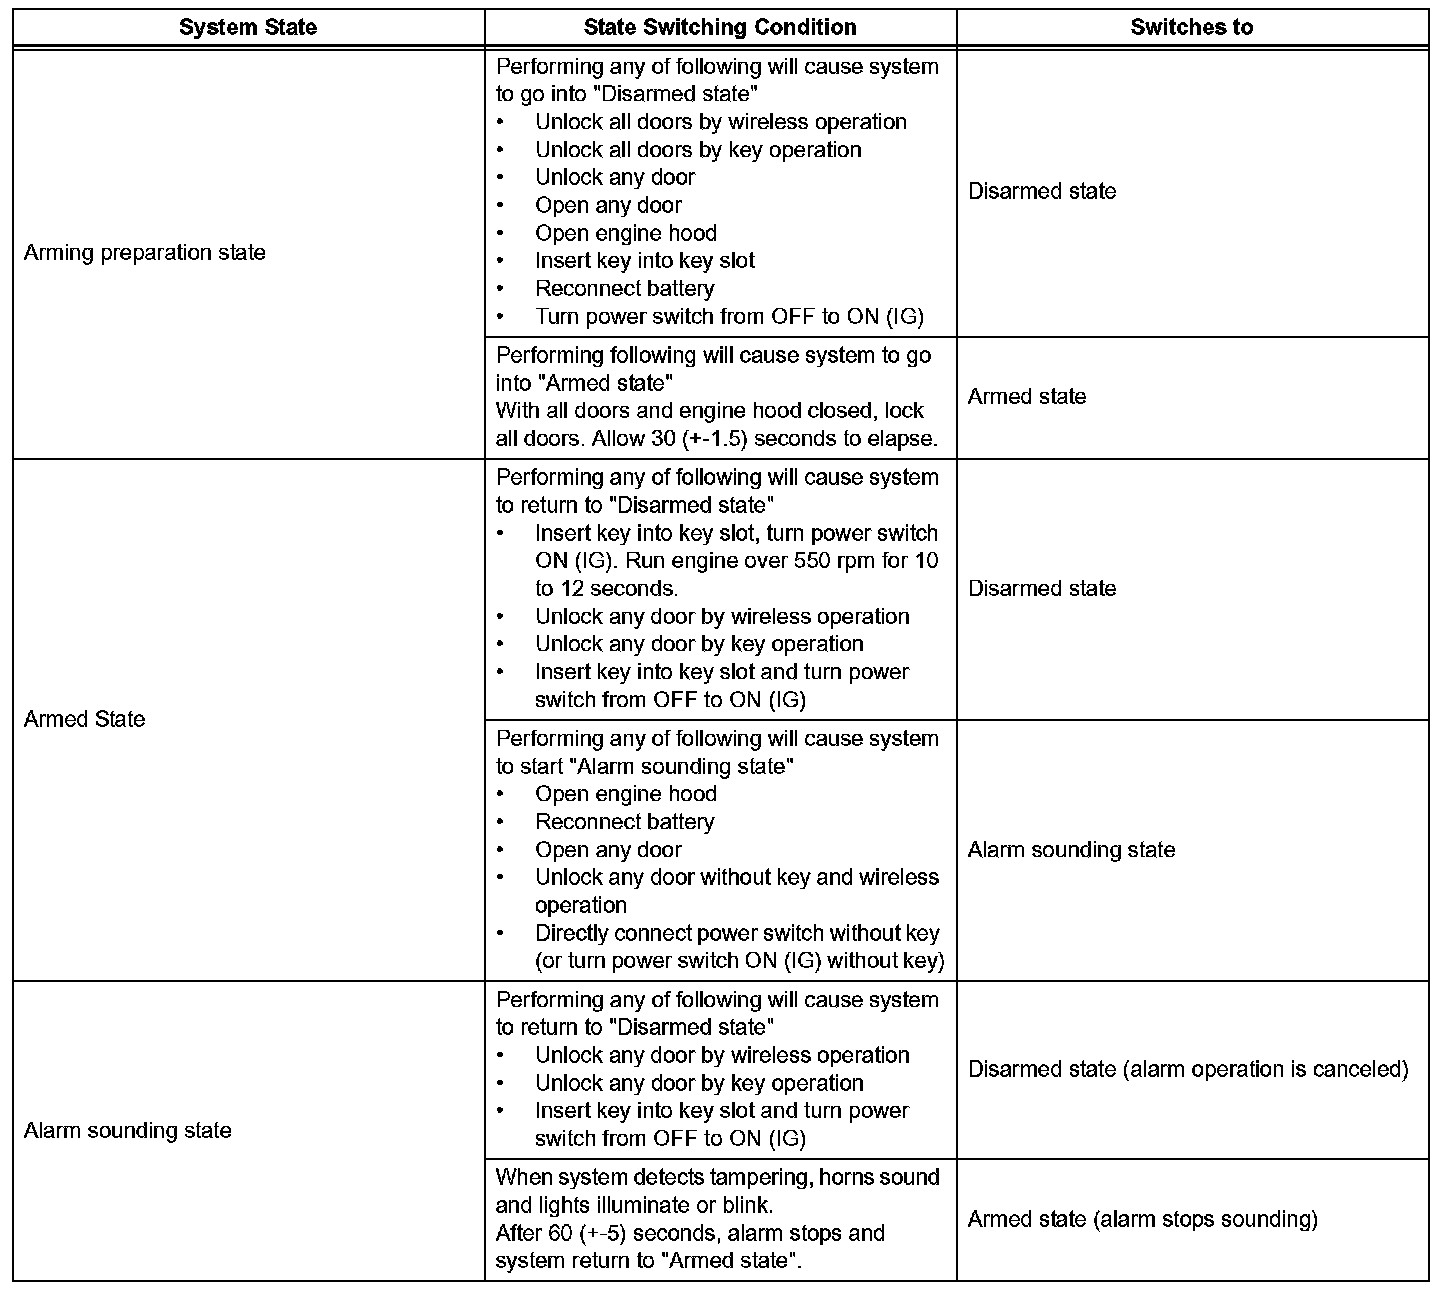 System State
State Switching Condition
Switches to
Arming preparation state
Performing any of following will cause system
to go into "Disarmed state"
• Unlock all doors by wireless operation
• Unlock all doors by key operation
• Unlock any door
• Open any door
• Open engine hood
• Insert key into key slot
• Reconnect battery
• Turn power switch from OFF to ON (IG)
Disarmed state
Performing following will cause system to go
into "Armed state"
With all doors and engine hood closed, lock
all doors. Allow 30 (+-1.5) seconds to elapse.
Armed state
Armed State
Performing any of following will cause system
to return to "Disarmed state"
• Insert key into key slot, turn power switch
ON (IG). Run engine over 550 rpm for 10
to 12 seconds.
• Unlock any door by wireless operation
• Unlock any door by key operation
• Insert key into key slot and turn power
switch from OFF to ON (IG)
Disarmed state
Performing any of following will cause system
to start "Alarm sounding state"
• Open engine hood
• Reconnect battery
• Open any door
• Unlock any door without key and wireless
operation
• Directly connect power switch without key
(or turn power switch ON (IG) without key)
Alarm sounding state
Alarm sounding state
Performing any of following will cause system
to return to "Disarmed state"
• Unlock any door by wireless operation
• Unlock any door by key operation
• Insert key into key slot and turn power
switch from OFF to ON (IG)
Disarmed state (alarm operation is canceled)
When system detects tampering, horns sound
and lights illuminate or blink.
After 60 (+-5) seconds, alarm stops and
system return to "Armed state".
Armed state (alarm stops sounding)